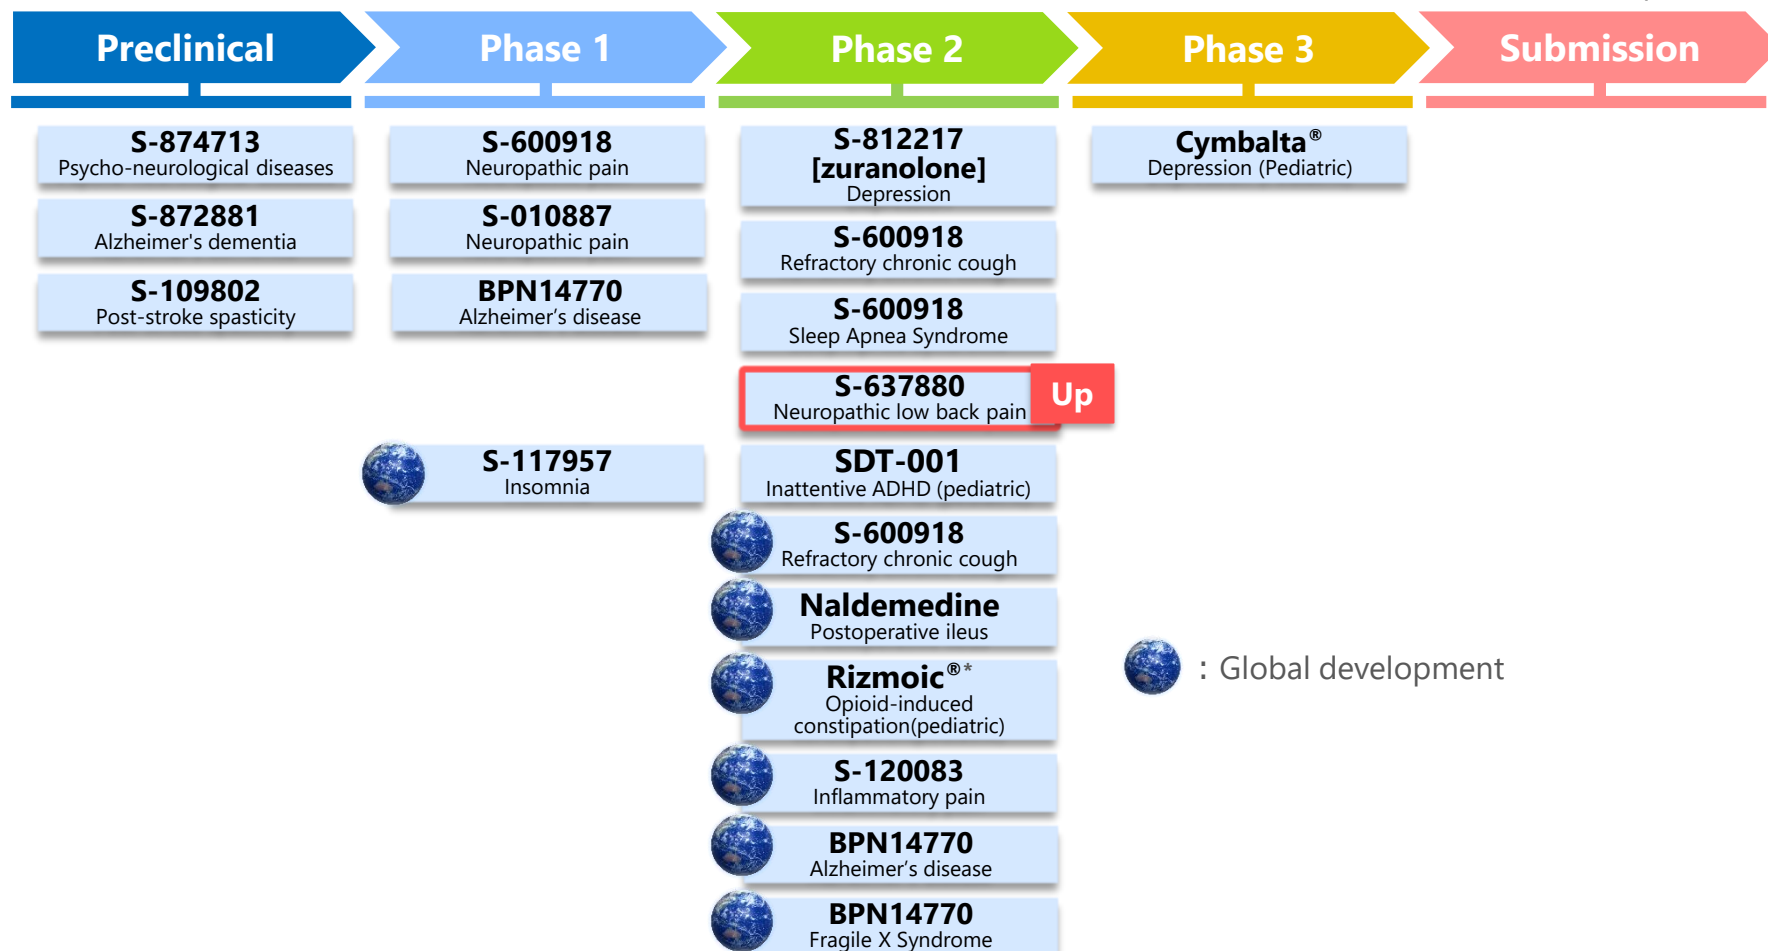 Preclinical
Phase 1
Phase 2
Phase 3
Submission
S-874713
Psycho-neurological diseases
S-872881
Alzheimer's dementia
S-109802
Post-stroke spasticity
S-600918
Neuropathic pain
S-010887
Neuropathic pain
BPN14770
Alzheimer’s disease
S-117957
Insomnia
S-812217
[zuranolone]
Depression
S-600918
Refractory chronic cough
S-600918
Sleep Apnea Syndrome
S-637880
Neuropathic low back pain
Up
SDT-001
Inattentive ADHD (pediatric)
S-600918
Refractory chronic cough
Naldemedine
Postoperative ileus
Rizmoic®*
Opioid-induced
constipation(pediatric)
S-120083
Inflammatory pain
BPN14770
Alzheimer’s disease
BPN14770
Fragile X Syndrome
Cymbalta®
Depression (Pediatric)
: Global development